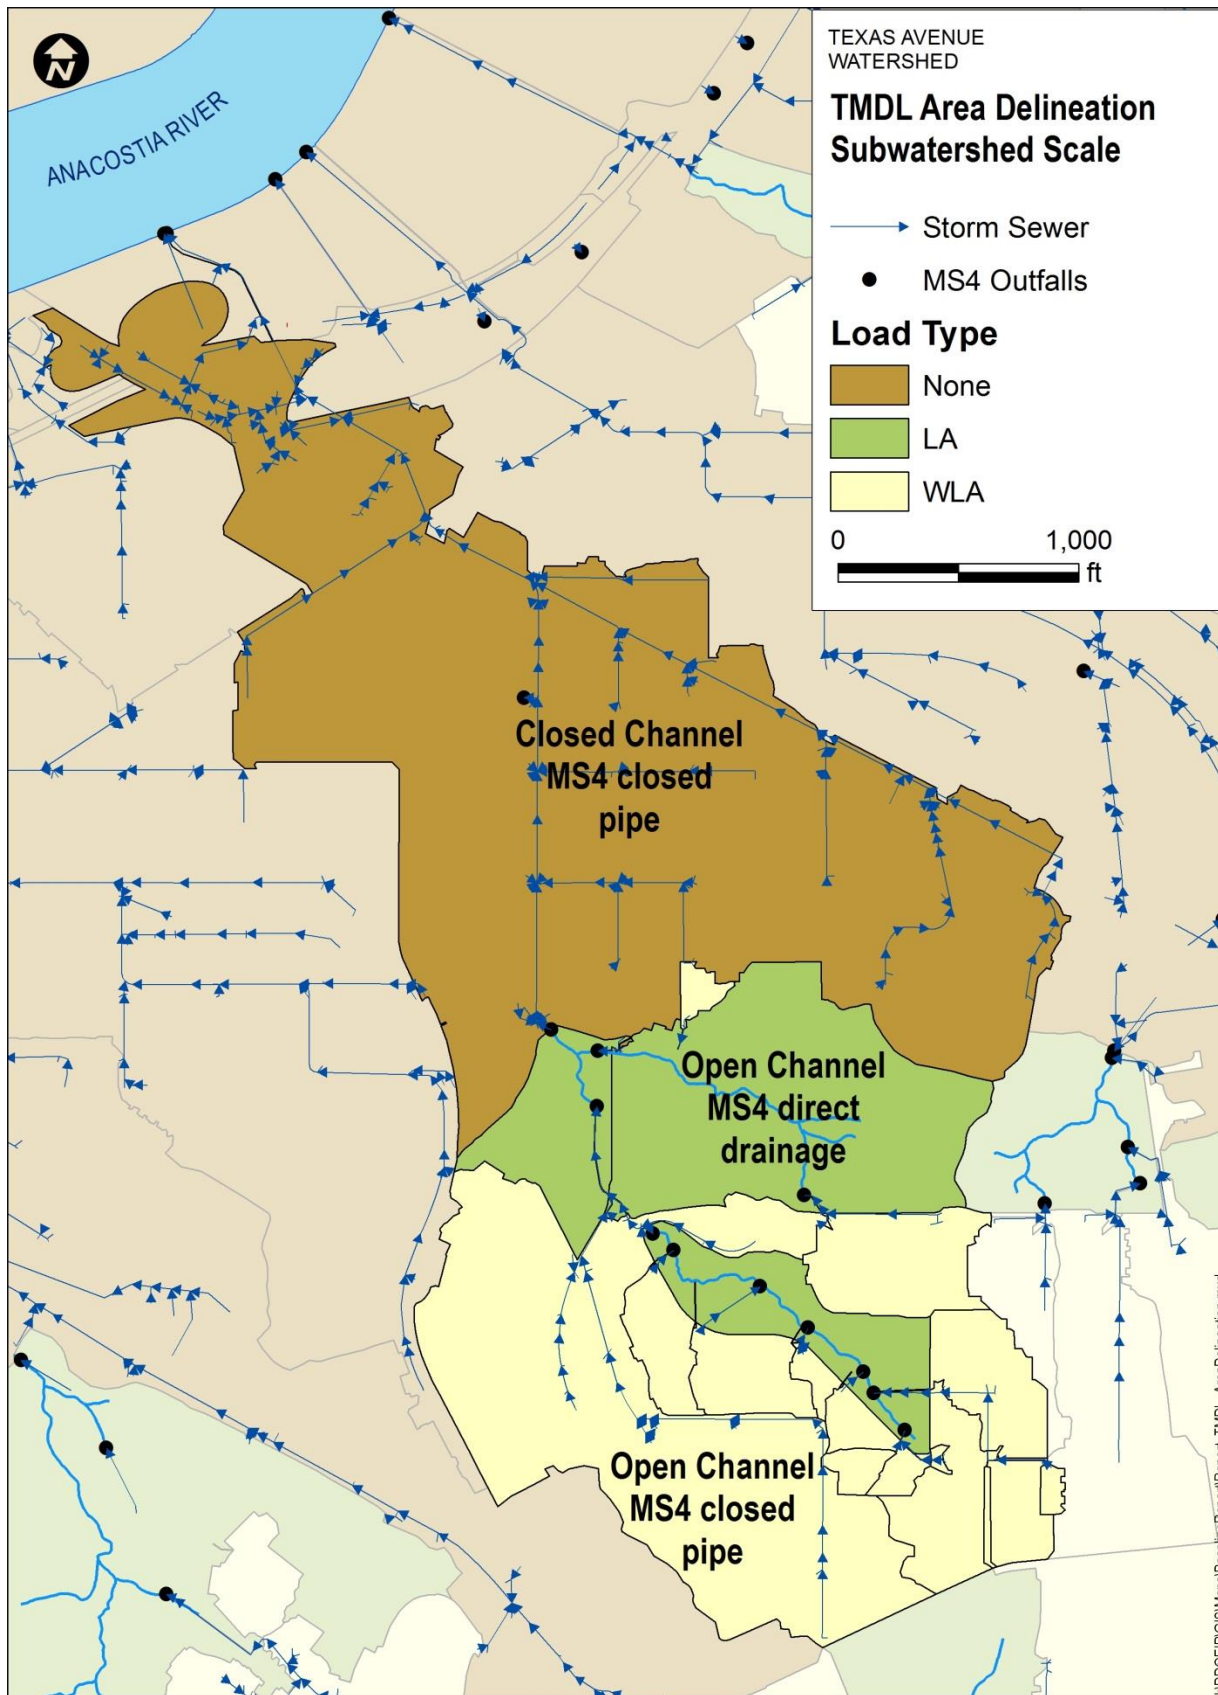 N
ANACOSTIA RIVER
TEXAS AVENUE
WATERSHED
TMDL Area Delineation
Subwatershed Scale
Storm Sewer
MS4 Outfalls
Load Type
None
LA
WLA
0 1,000
ft
Closed Channel
MS4 closed
pipe
Open Channel
MS4 direct
drainage
Open Channel
MS4 closed
pipe